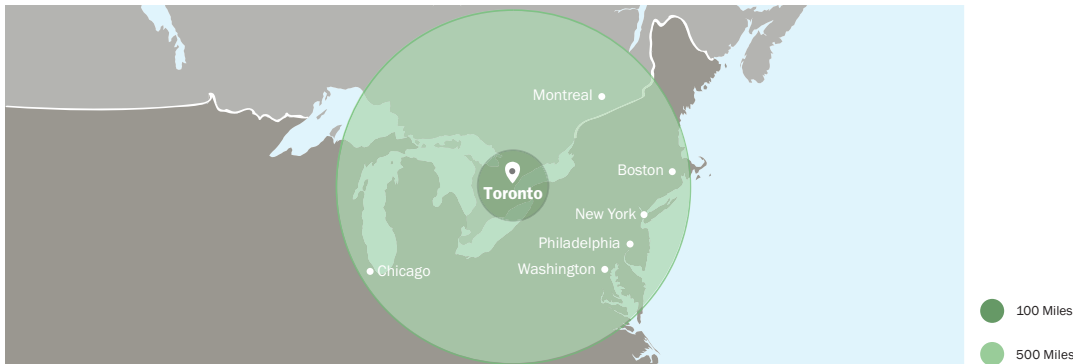 Montreal
Boston
Toronto
New York
Philadelphia
Washington
Chicago
100 Miles
500 Miles